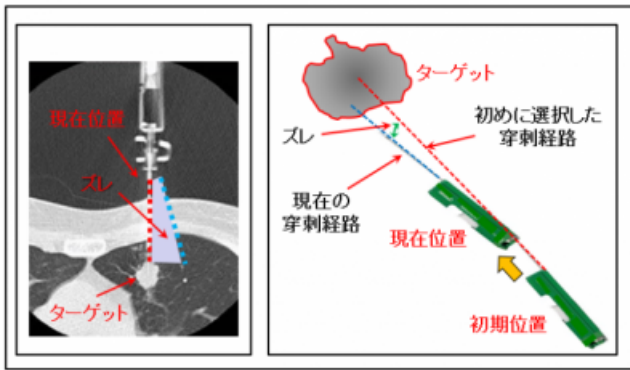 現在位置
ズレ
ターゲット
ターゲット
初めに選択した
穿刺経路
ズレ
現在の
穿刺経路
現在位置
初期位置